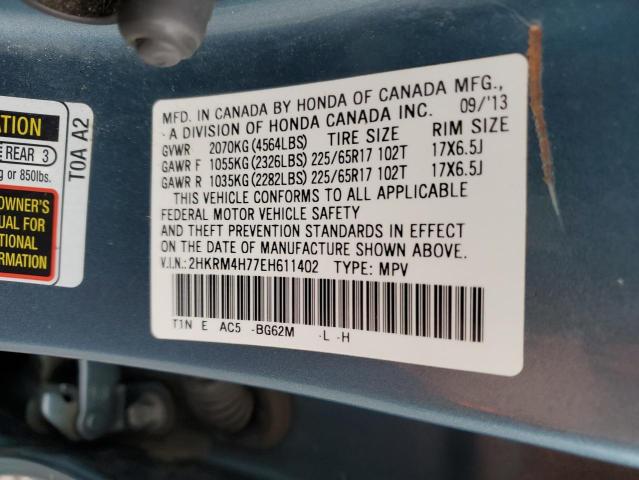 MFD. IN CANADA BY HONDA OF CANADA MFG.,
A DIVISION OF HONDA CANADA INC. 09/'13
GVWR 2070KG(4564LBS) TIRE SIZE RIM SIZE
GAWR F 1055KG(2326LBS) 225/65R17 102T 17X6.5J
GAWR R 1035KG(2282LBS) 225/65R17 102T 17X6.5J
THIS VEHICLE CONFORMS TO ALL APPLICABLE
FEDERAL MOTOR VEHICLE SAFETY
AND THEFT PREVENTION STANDARDS IN EFFECT
ON THE DATE OF MANUFACTURE SHOWN ABOVE.
V.I.N.: 2HKRM4H77EH611402 TYPE: MPV
T1N E AC5 -BG62M -L -H
ATION
REAR 3
g or 850lbs.
OWNER'S
UAL FOR
TIONAL
RMATION
T0A A2